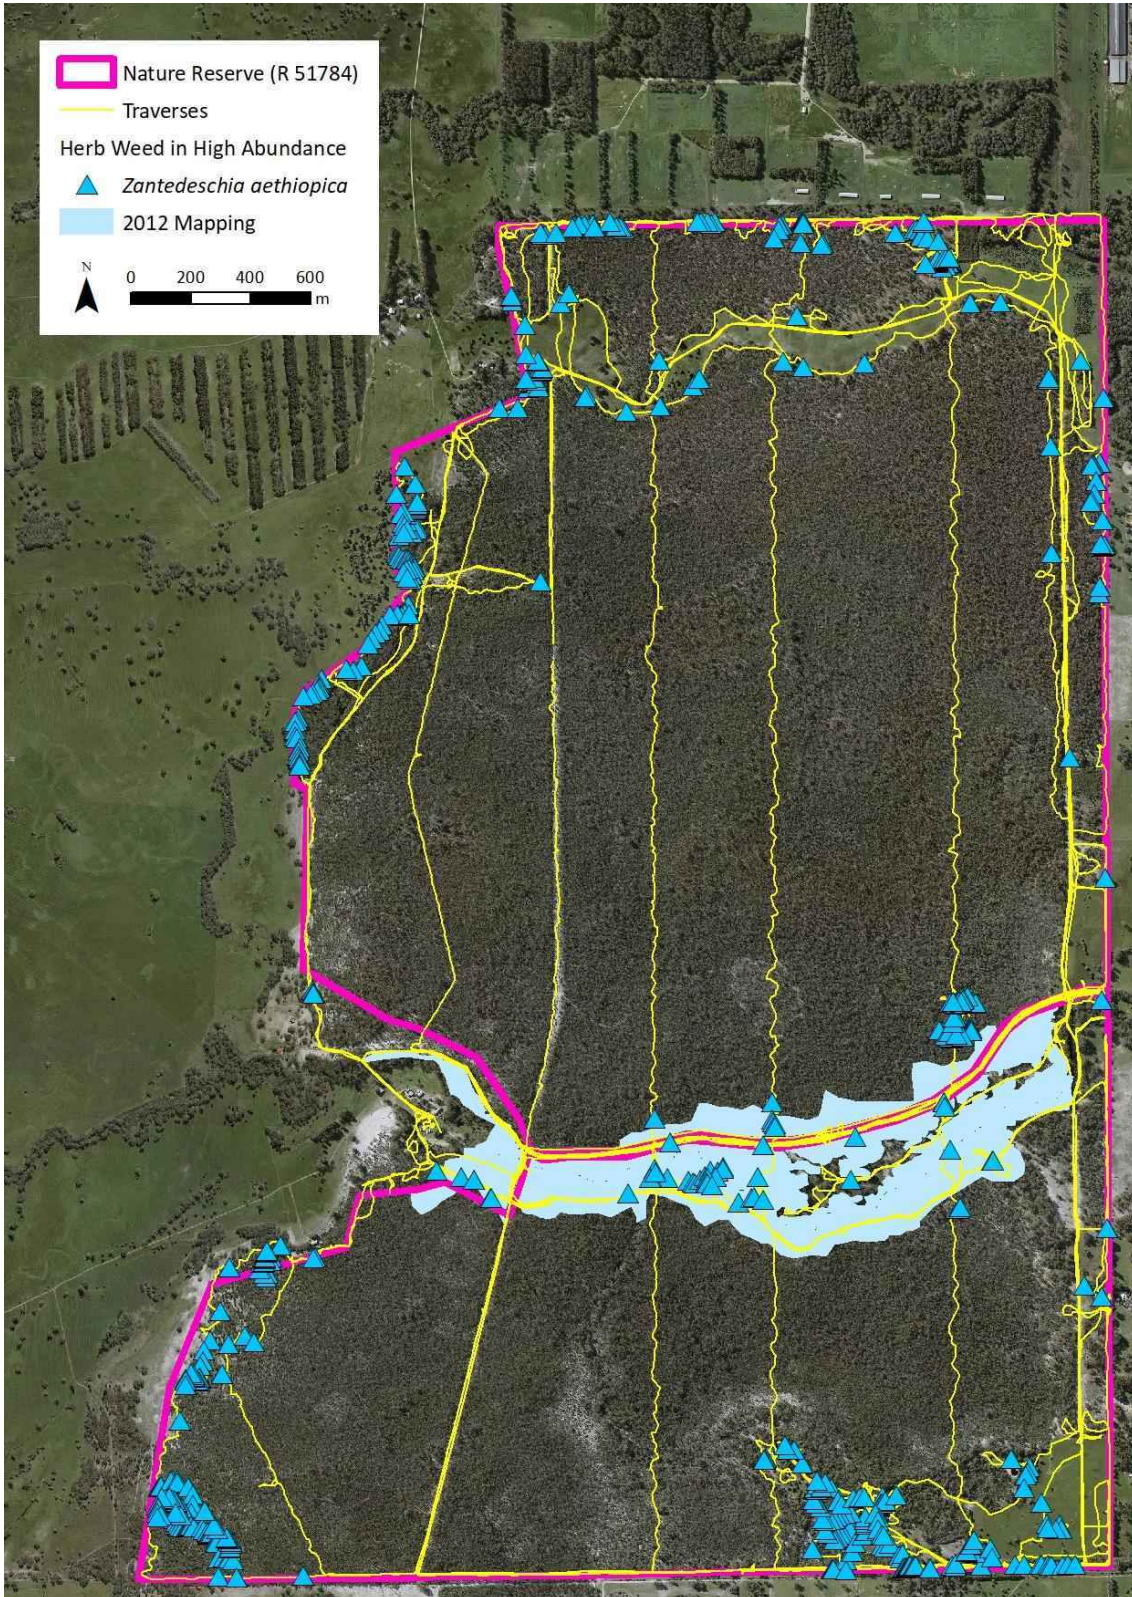 Nature Reserve (R 51784)
Traverses
Herb Weed in High Abundance
Zantedeschia aethiopica
2012 Mapping
N
0 200 400 600
m